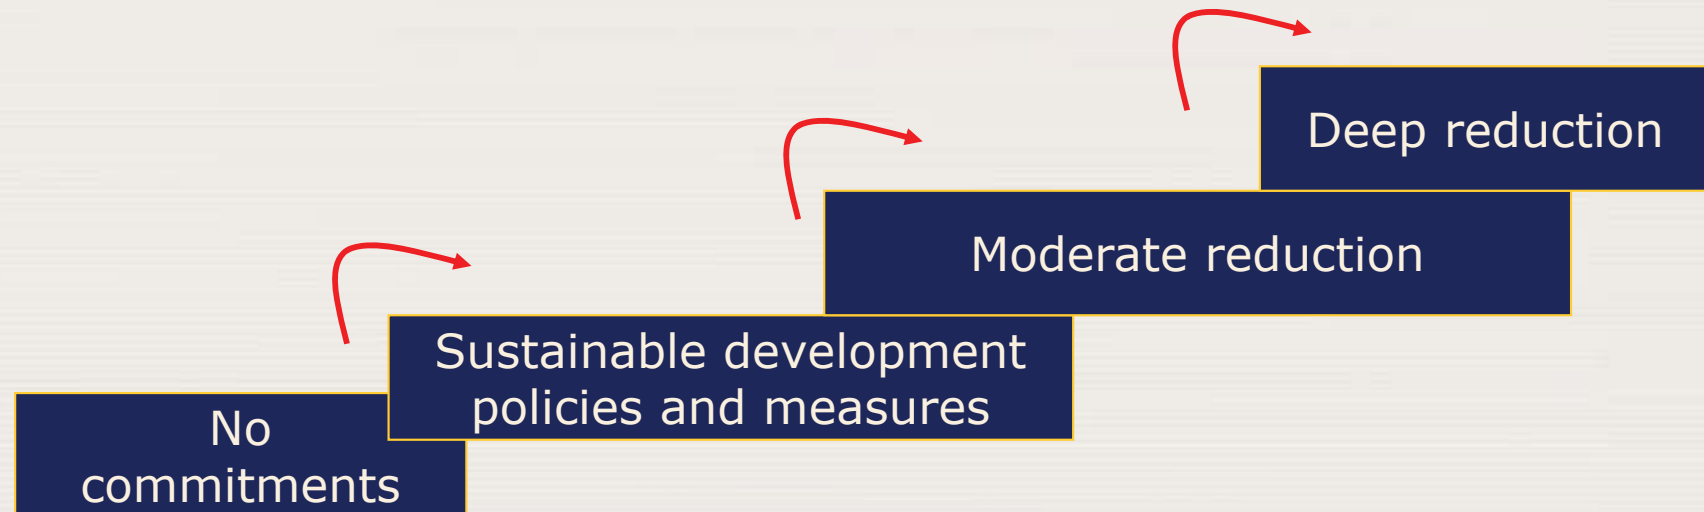 Deep reduction
Moderate reduction
Sustainable development
policies and measures
No
commitments